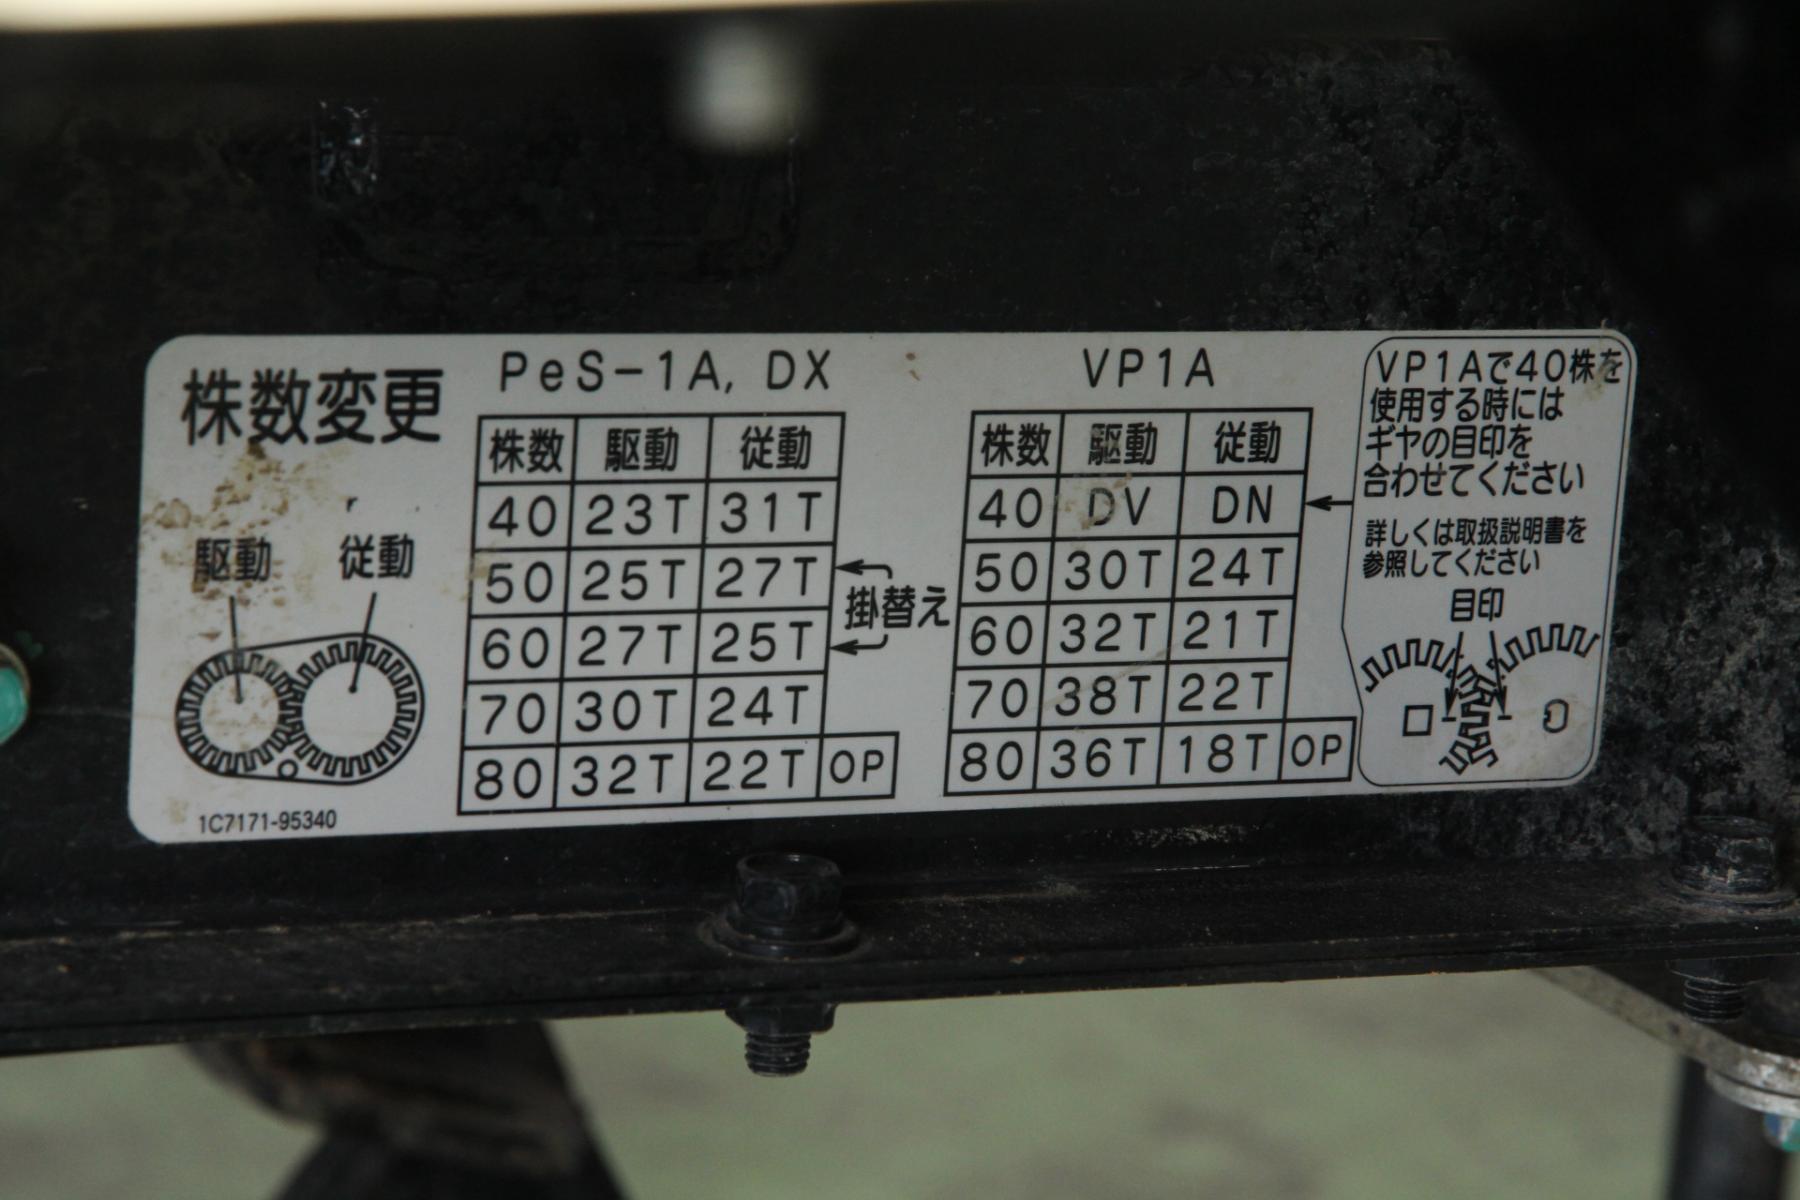 株数変更
駆動 従動
1C7171-95340
PeS-1A, DX
株数 駆動 従動
40 23T 31T
50 25T 27T
60 27T 25T
70 30T 24T
80 32T 22T OP
掛替え
VP1A
株数 駆動 従動
40 DV DN
50 30T 24T
60 32T 21T
70 38T 22T
80 36T 18T OP
VP1Aで40株を
使用する時には
ギヤの目印を
合わせてください
詳しくは取扱説明書を
参照してください
目印